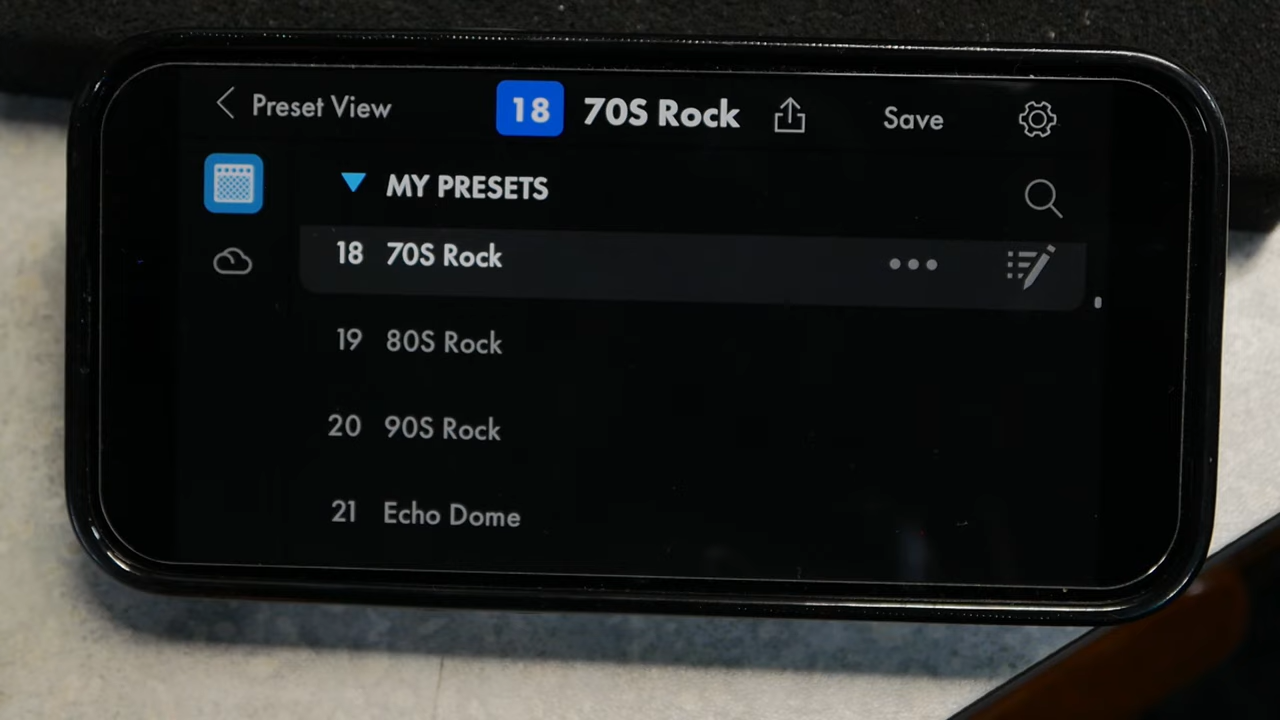 Preset View 18 70S Rock Save
MY PRESETS
18 70S Rock
19 80S Rock
20 90S Rock
21 Echo Dome